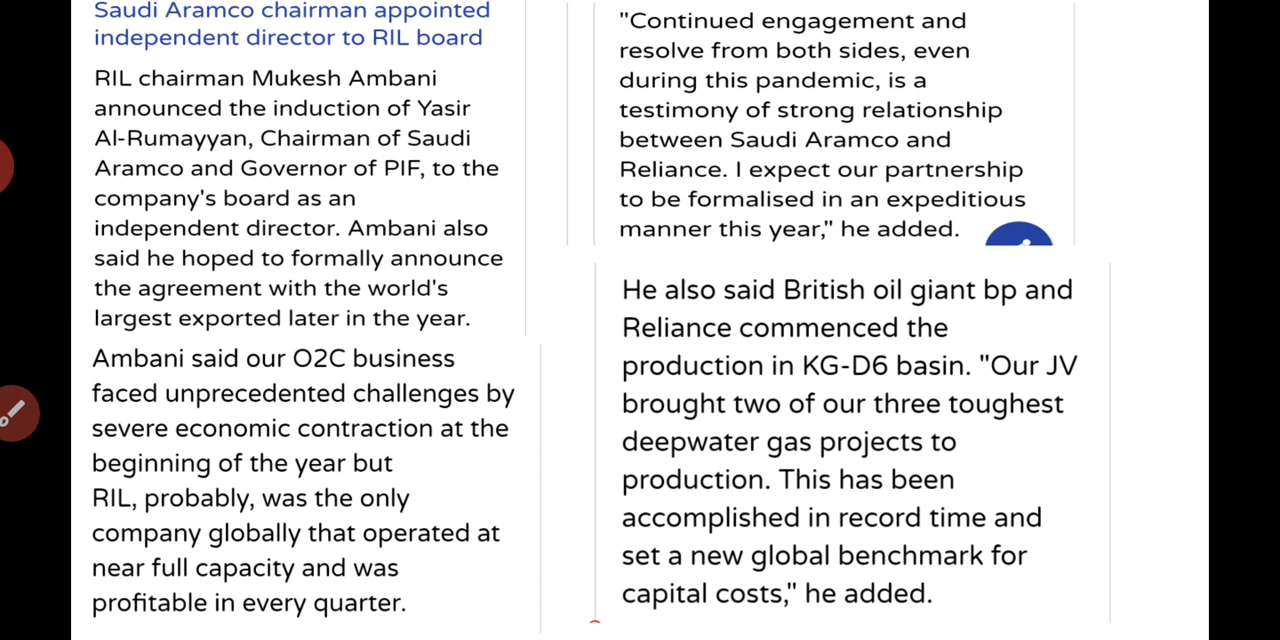 Saudi Aramco chairman appointed
independent director to RIL board
RIL chairman Mukesh Ambani
announced the induction of Yasir
Al-Rumayyan, Chairman of Saudi
Aramco and Governor of PIF, to the
company's board as an
independent director. Ambani also
said he hoped to formally announce
the agreement with the world's
largest exported later in the year.
Ambani said our O2C business
faced unprecedented challenges by
severe economic contraction at the
beginning of the year but
RIL, probably, was the only
company globally that operated at
near full capacity and was
profitable in every quarter.
"Continued engagement and
resolve from both sides, even
during this pandemic, is a
testimony of strong relationship
between Saudi Aramco and
Reliance. I expect our partnership
to be formalised in an expeditious
manner this year," he added.
He also said British oil giant bp and
Reliance commenced the
production in KG-D6 basin. "Our JV
brought two of our three toughest
deepwater gas projects to
production. This has been
accomplished in record time and
set a new global benchmark for
capital costs," he added.